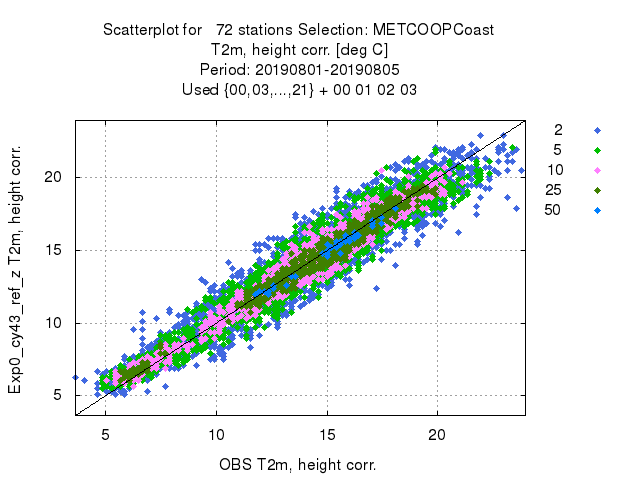 Scatterplot for 72 stations Selection: METCOOPCoast
T2m, height corr. [deg C]
Period: 20190801-20190805
Used {00,03,...,21} + 00 01 02 03
2
5
10
25
50
Exp0_cy43_ref_z T2m, height corr.
20
15
10
5
5 10 15 20
OBS T2m, height corr.